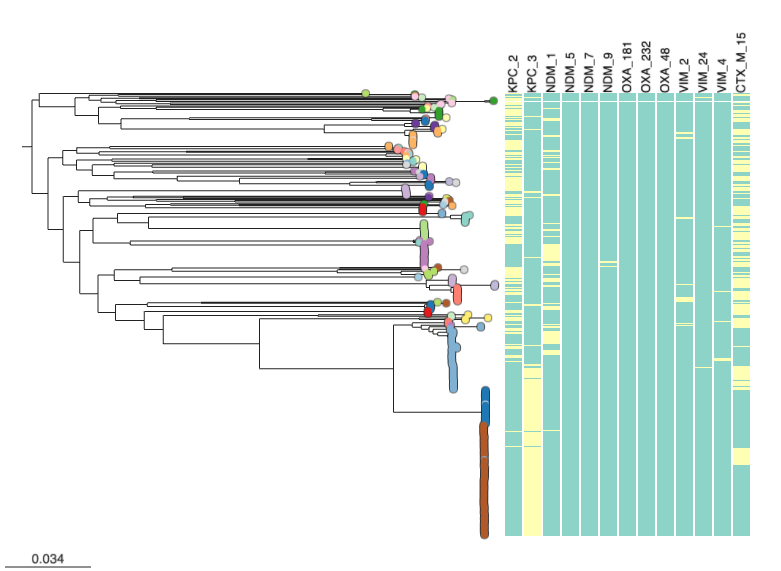 KPC_2
KPC_3
NDM_1
NDM_5
NDM_7
NDM_9
OXA_181
OXA_232
OXA_48
VIM_2
VIM_24
VIM_4
CTX_M_15
0.034